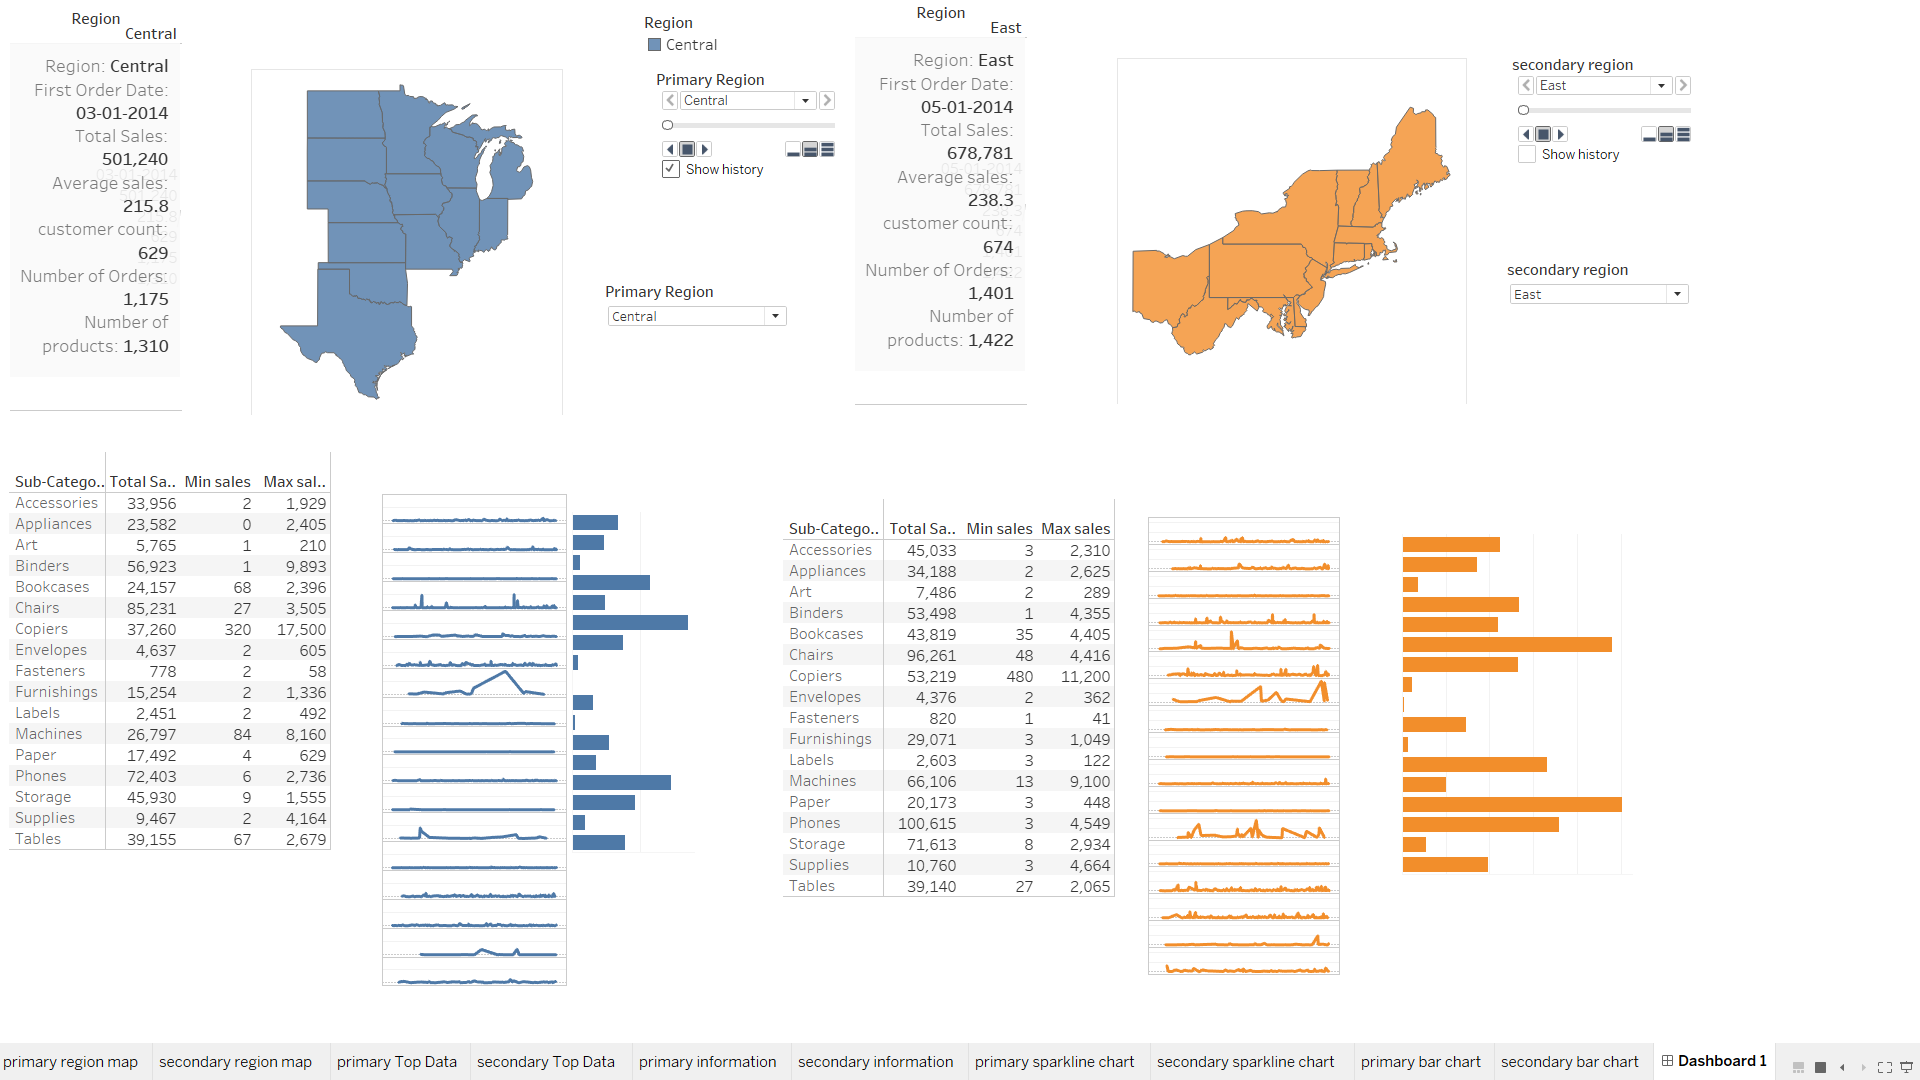 Region
Central
Region: Central
First Order Date:
03-01-2014
Total Sales:
501,240
Average sales:
215.8
customer count:
629
Number of Orders:
1,175
Number of
products: 1,310
Region
Central
Primary Region
Central
Show history
Primary Region
Central
Region
East
Region: East
First Order Date:
05-01-2014
Total Sales:
678,781
Average sales:
238.3
customer count:
674
Number of Orders:
1,401
Number of
products: 1,422
secondary region
East
Show history
secondary region
East
Sub-Catego.. Total Sa.. Min sales Max sal..
Accessories 33,956 2 1,929
Appliances 23,582 0 2,405
Art 5,765 1 210
Binders 56,923 1 9,893
Bookcases 24,157 68 2,396
Chairs 85,231 27 3,505
Copiers 37,260 320 17,500
Envelopes 4,637 2 605
Fasteners 778 2 58
Furnishings 15,254 2 1,336
Labels 2,451 2 492
Machines 26,797 84 8,160
Paper 17,492 4 629
Phones 72,403 6 2,736
Storage 45,930 9 1,555
Supplies 9,467 2 4,164
Tables 39,155 67 2,679
Sub-Catego.. Total Sa.. Min sales Max sales
Accessories 45,033 3 2,310
Appliances 34,188 2 2,625
Art 7,486 2 289
Binders 53,498 1 4,355
Bookcases 43,819 35 4,405
Chairs 96,261 48 4,416
Copiers 53,219 480 11,200
Envelopes 4,376 2 362
Fasteners 820 1 41
Furnishings 29,071 3 1,049
Labels 2,603 3 122
Machines 66,106 13 9,100
Paper 20,173 3 448
Phones 100,615 3 4,549
Storage 71,613 8 2,934
Supplies 10,760 3 4,664
Tables 39,140 27 2,065
primary region map secondary region map primary Top Data secondary Top Data primary information secondary information primary sparkline chart secondary sparkline chart primary bar chart secondary bar chart Dashboard 1